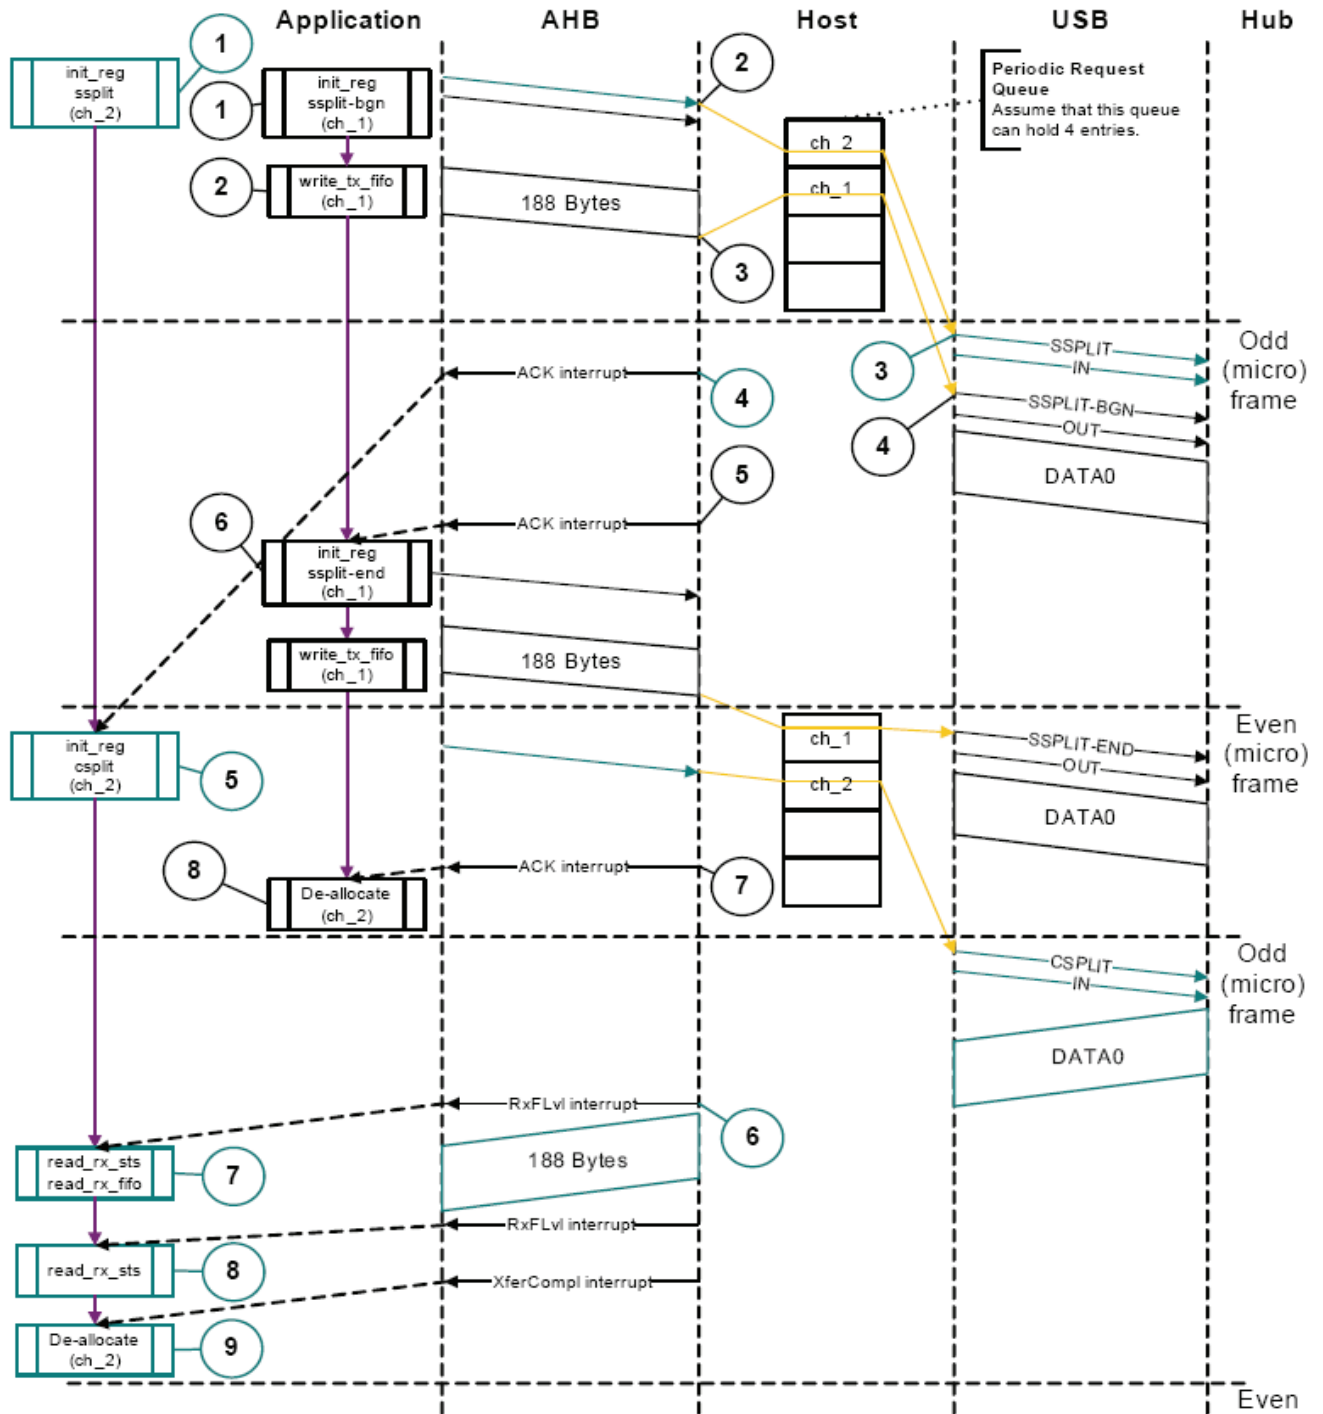 Application
AHB
Host
USB
Hub
1
init_reg
ssplit
(ch_2)
1
init_reg
ssplit-bgn
(ch_1)
2
Periodic Request
Queue
Assume that this queue
can hold 4 entries.
ch_2
2
write_tx_fifo
(ch_1)
188 Bytes
ch_1
3
Odd
(micro)
frame
SSPLIT
IN
3
ACK interrupt
4
SSPLIT-BGN
OUT
4
DATA0
5
6
ACK interrupt
init_reg
ssplit-end
(ch_1)
write_tx_fifo
(ch_1)
188 Bytes
Even
(micro)
frame
init_reg
csplit
(ch_2)
5
ch_1
SSPLIT-END
OUT
ch_2
DATA0
8
ACK interrupt
7
De-allocate
(ch_2)
Odd
(micro)
frame
CSPLIT
IN
DATA0
RxFLvl interrupt
6
read_rx_sts
read_rx_fifo
7
188 Bytes
RxFLvl interrupt
read_rx_sts
8
XferCompl interrupt
De-allocate
(ch_2)
9
Even